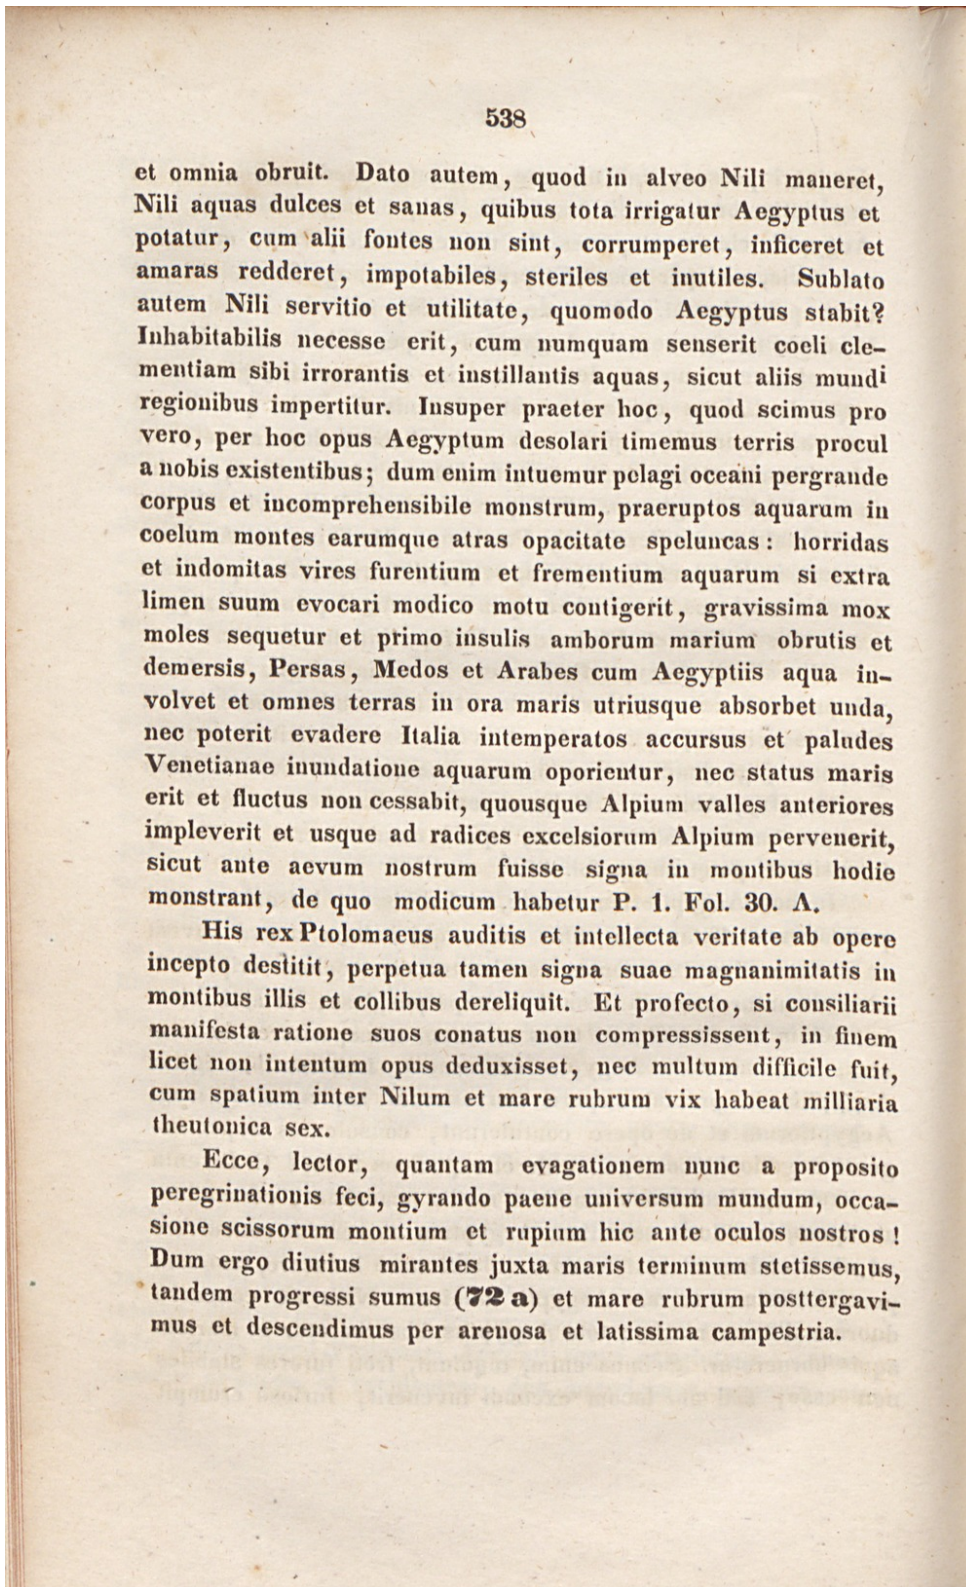 538
et omnia obruit. Dato autem, quod in alveo Nili maneret,
Nili aquas dulces et sanas, quibus tota irrigatur Aegyptus et
potatur, cum alii fontes non sint, corrumperet, inficeret et
amaras redderet, impotabiles, steriles et inutiles. Sublato
autem Nili servitio et utilitate, quomodo Aegyptus stabit?
Inhabitabilis necesse erit, cum numquam senserit coeli cle-
mentiam sibi irrorantis et instillantis aquas, sicut aliis mundi
regionibus impertitur. Insuper praeter hoc, quod scimus pro
vero, per hoc opus Aegyptum desolari timemus terris procul
a nobis existentibus; dum enim intuemur pelagi oceani pergrande
corpus et incomprehensibile monstrum, praeruptos aquarum in
coelum montes earumque atras opacitate speluncas: horridas
et indomitas vires furentium et frementium aquarum si extra
limen suum evocari modico motu contigerit, gravissima mox
moles sequetur et primo insulis amborum marium obrutis et
demersis, Persas, Medos et Arabes cum Aegyptiis aqua in-
volvet et omnes terras in ora maris utriusque absorbet unda,
nec poterit evadere Italia intemperatos accursus et paludes
Venetianae inundatione aquarum oporientur, nec status maris
erit et fluctus non cessabit, quousque Alpium valles anteriores
impleverit et usque ad radices excelsiorum Alpium pervenerit,
sicut ante aevum nostrum fuisse signa in montibus hodie
monstrant, de quo modicum habetur P. 1. Fol. 30. A.
His rex Ptolomaeus auditis et intellecta veritate ab opere
incepto destitit, perpetua tamen signa suae magnanimitatis in
montibus illis et collibus dereliquit. Et profecto, si consiliarii
manifesta ratione suos conatus non compressissent, in finem
licet non intentum opus deduxisset, nec multum difficile fuit,
cum spatium inter Nilum et mare rubrum vix habeat milliaria
theutonica sex.
Ecce, lector, quantam evagationem nunc a proposito
peregrinationis feci, gyrando paene universum mundum, occa-
sione scissorum montium et rupium hic ante oculos nostros!
Dum ergo diutius mirantes juxta maris terminum stetissemus,
tandem progressi sumus (72 a) et mare rubrum posttergavi-
mus et descendimus per arenosa et latissima campestria.